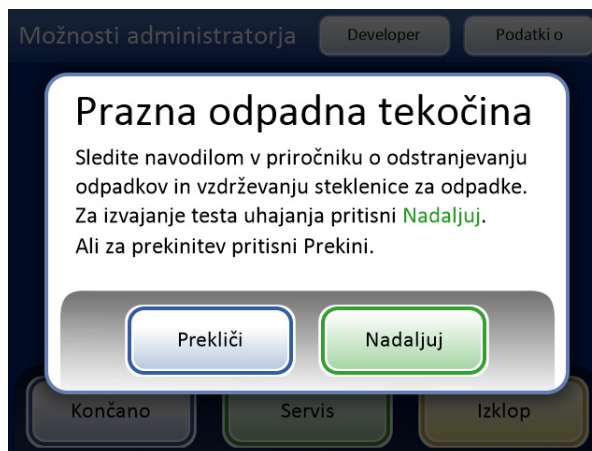 Možnosti administratorja
Developer
Podatki o
Prazna odpadna tekočina
Sledite navodilom v priročniku o odstranjevanju
odpadkov in vzdrževanju steklenice za odpadke.
Za izvajanje testa uhajanja pritisni Nadaljuj.
Ali za prekinitev pritisni Prekini.
Prekliči
Nadaljuj
Končano
Servis
Izklop